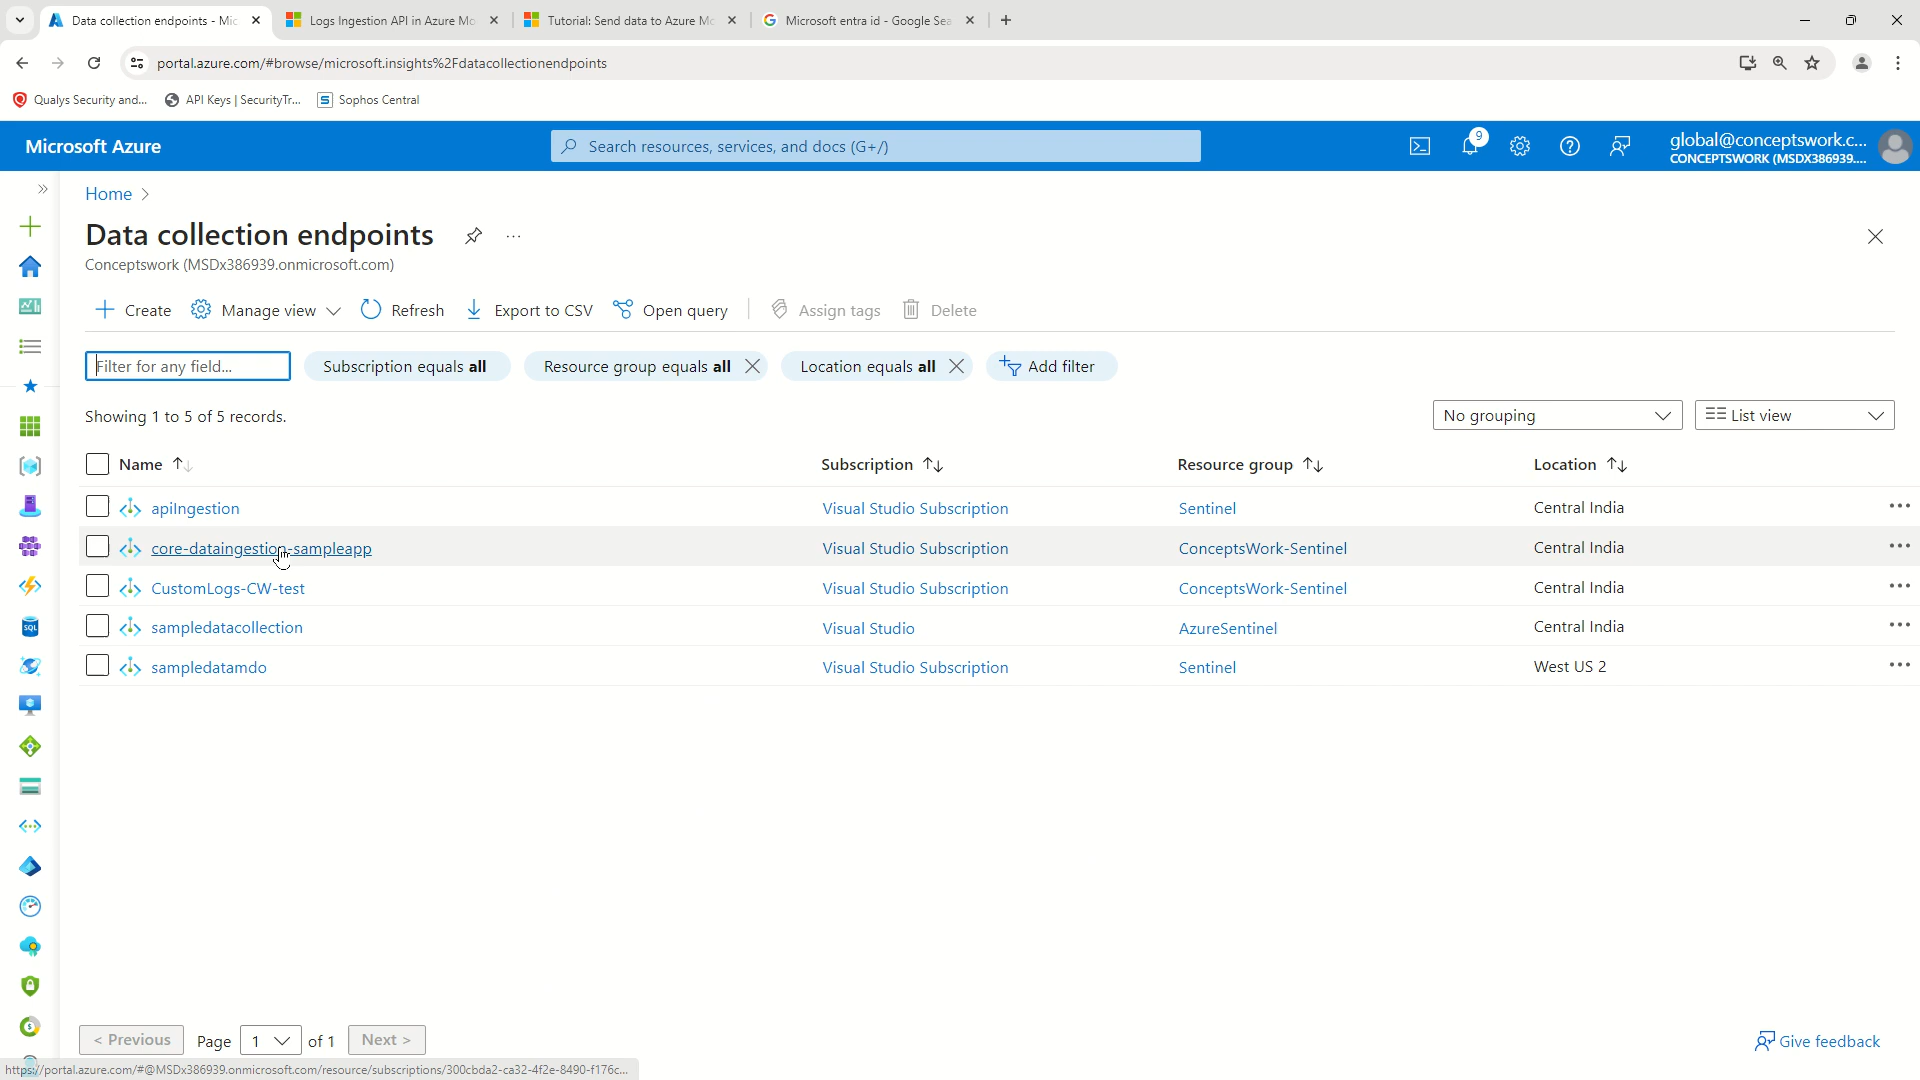 Data collection endpoints - Mic
Logs Ingestion API in Azure Mo
Tutorial: Send data to Azure Mo
Microsoft entra id - Google Sea
portal.azure.com/#browse/microsoft.insights%2Fdatacollectionendpoints
Qualys Security and...
API Keys | SecurityTr...
Sophos Central
Microsoft Azure
Search resources, services, and docs (G+/)
9
global@conceptswork.c...
CONCEPTSWORK (MSDX386939....
Home
Data collection endpoints
Conceptswork (MSDx386939.onmicrosoft.com)
Create
Manage view
Refresh
Export to CSV
Open query
Assign tags
Delete
Filter for any field...
Subscription equals all
Resource group equals all
Location equals all
Add filter
Showing 1 to 5 of 5 records.
No grouping
List view
Name
Subscription
Resource group
Location
apiIngestion
Visual Studio Subscription
Sentinel
Central India
core-dataingestion-sampleapp
Visual Studio Subscription
ConceptsWork-Sentinel
Central India
CustomLogs-CW-test
Visual Studio Subscription
ConceptsWork-Sentinel
Central India
sampledatacollection
Visual Studio
AzureSentinel
Central India
sampledatamdo
Visual Studio Subscription
Sentinel
West US 2
SQL
< Previous
Page
1
of 1
Next >
Give feedback
https://portal.azure.com/#@MSDx386939.onmicrosoft.com/resource/subscriptions/300cbda2-ca32-4f2e-8490-f176c...